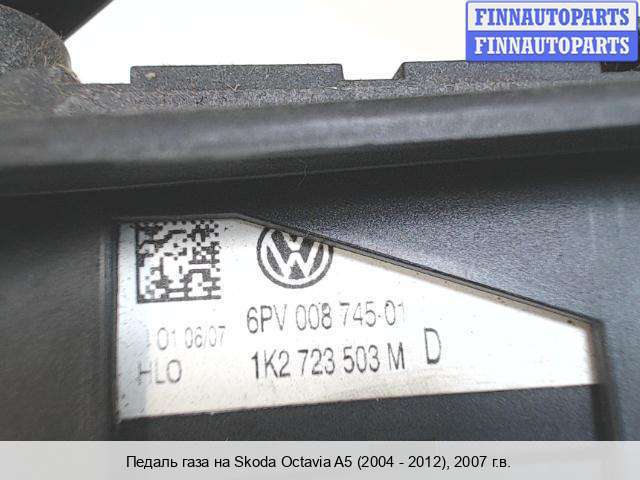 FINNAUTOPARTS
FINNAUTOPARTS
VW
6PV 008 745-01
01 06/07
1K2 723 503 M D
HLO
Педаль газа на Skoda Octavia A5 (2004 - 2012), 2007 г.в.